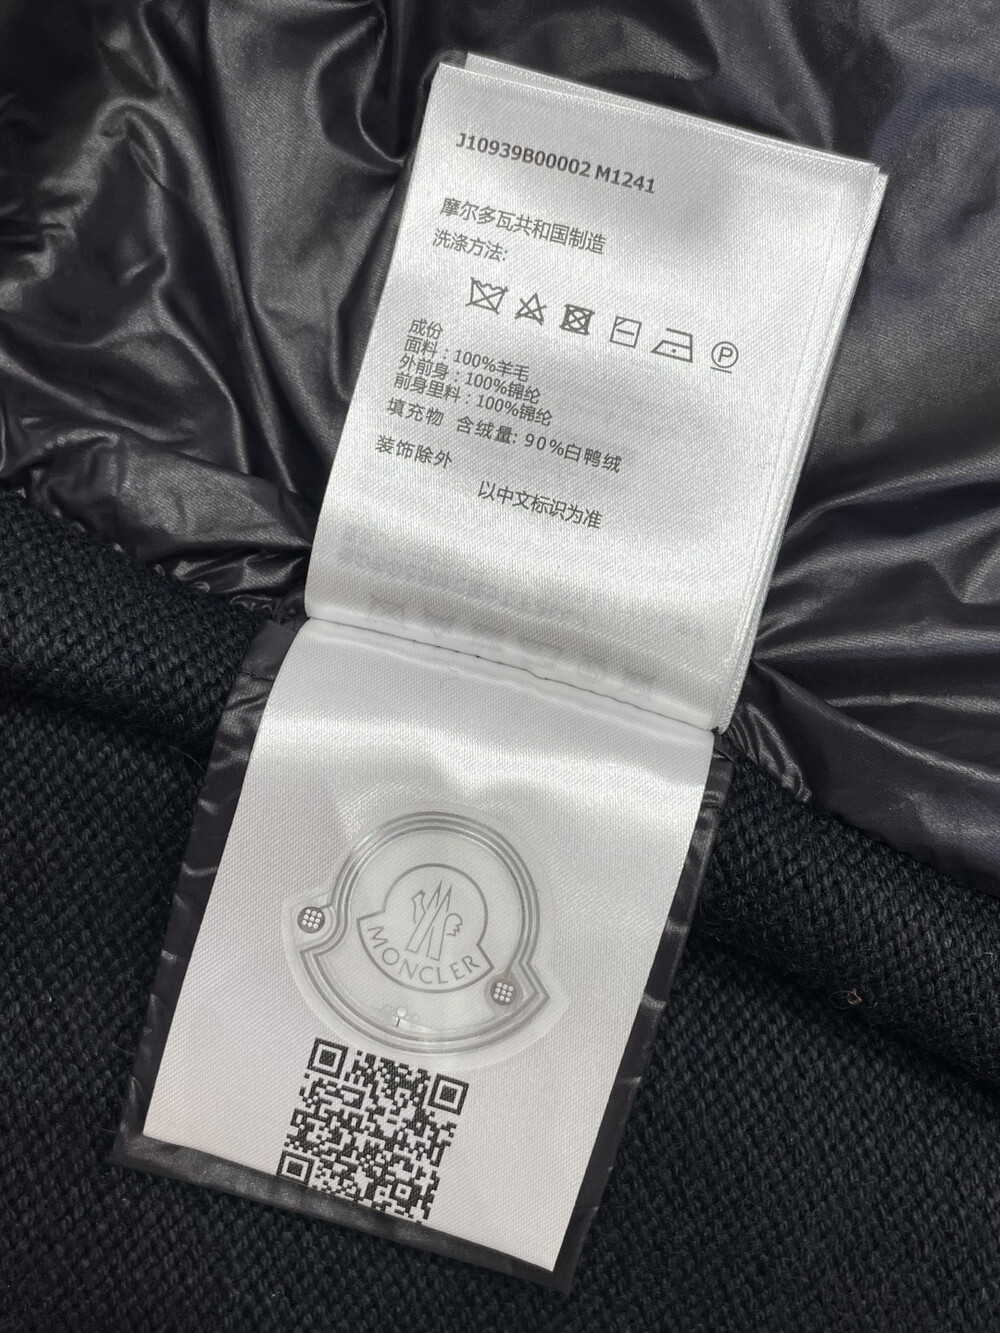 J10939B00002 M1241
摩尔多瓦共和国制造
洗涤方法:
P
成份
面料：100%羊毛
外前身：100%锦纶
前身里料：100%锦纶
填充物 含绒量: 90%白鸭绒
装饰除外
以中文标识为准
MONCLER